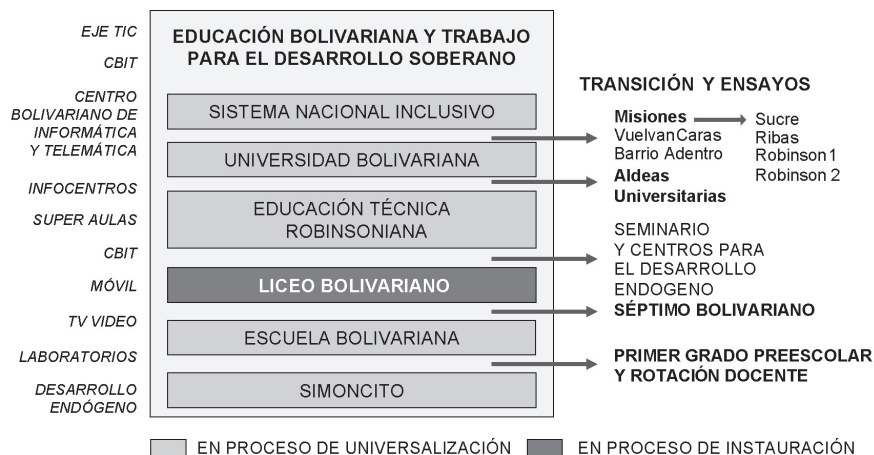 EJE TIC
CBIT
CENTRO
BOLIVARIANO DE
INFORMÁTICA
Y TELEMÁTICA
INFOCENTROS
SUPER AULAS
CBIT
MÓVIL
TV VIDEO
LABORATORIOS
DESARROLLO
ENDÓGENO
EDUCACIÓN BOLIVARIANA Y TRABAJO
PARA EL DESARROLLO SOBERANO
SISTEMA NACIONAL INCLUSIVO
UNIVERSIDAD BOLIVARIANA
EDUCACIÓN TÉCNICA
ROBINSONIANA
LICEO BOLIVARIANO
ESCUELA BOLIVARIANA
SIMONCITO
TRANSICIÓN Y ENSAYOS
Misiones
Vuelvan Caras
Barrio Adentro
Aldeas
Universitarias
Sucre
Ribas
Robinson 1
Robinson 2
SEMINARIO
Y CENTROS PARA
EL DESARROLLO
ENDOGENO
SÉPTIMO BOLIVARIANO
PRIMER GRADO PREESCOLAR
Y ROTACIÓN DOCENTE
EN PROCESO DE UNIVERSALIZACIÓN
EN PROCESO DE INSTAURACIÓN